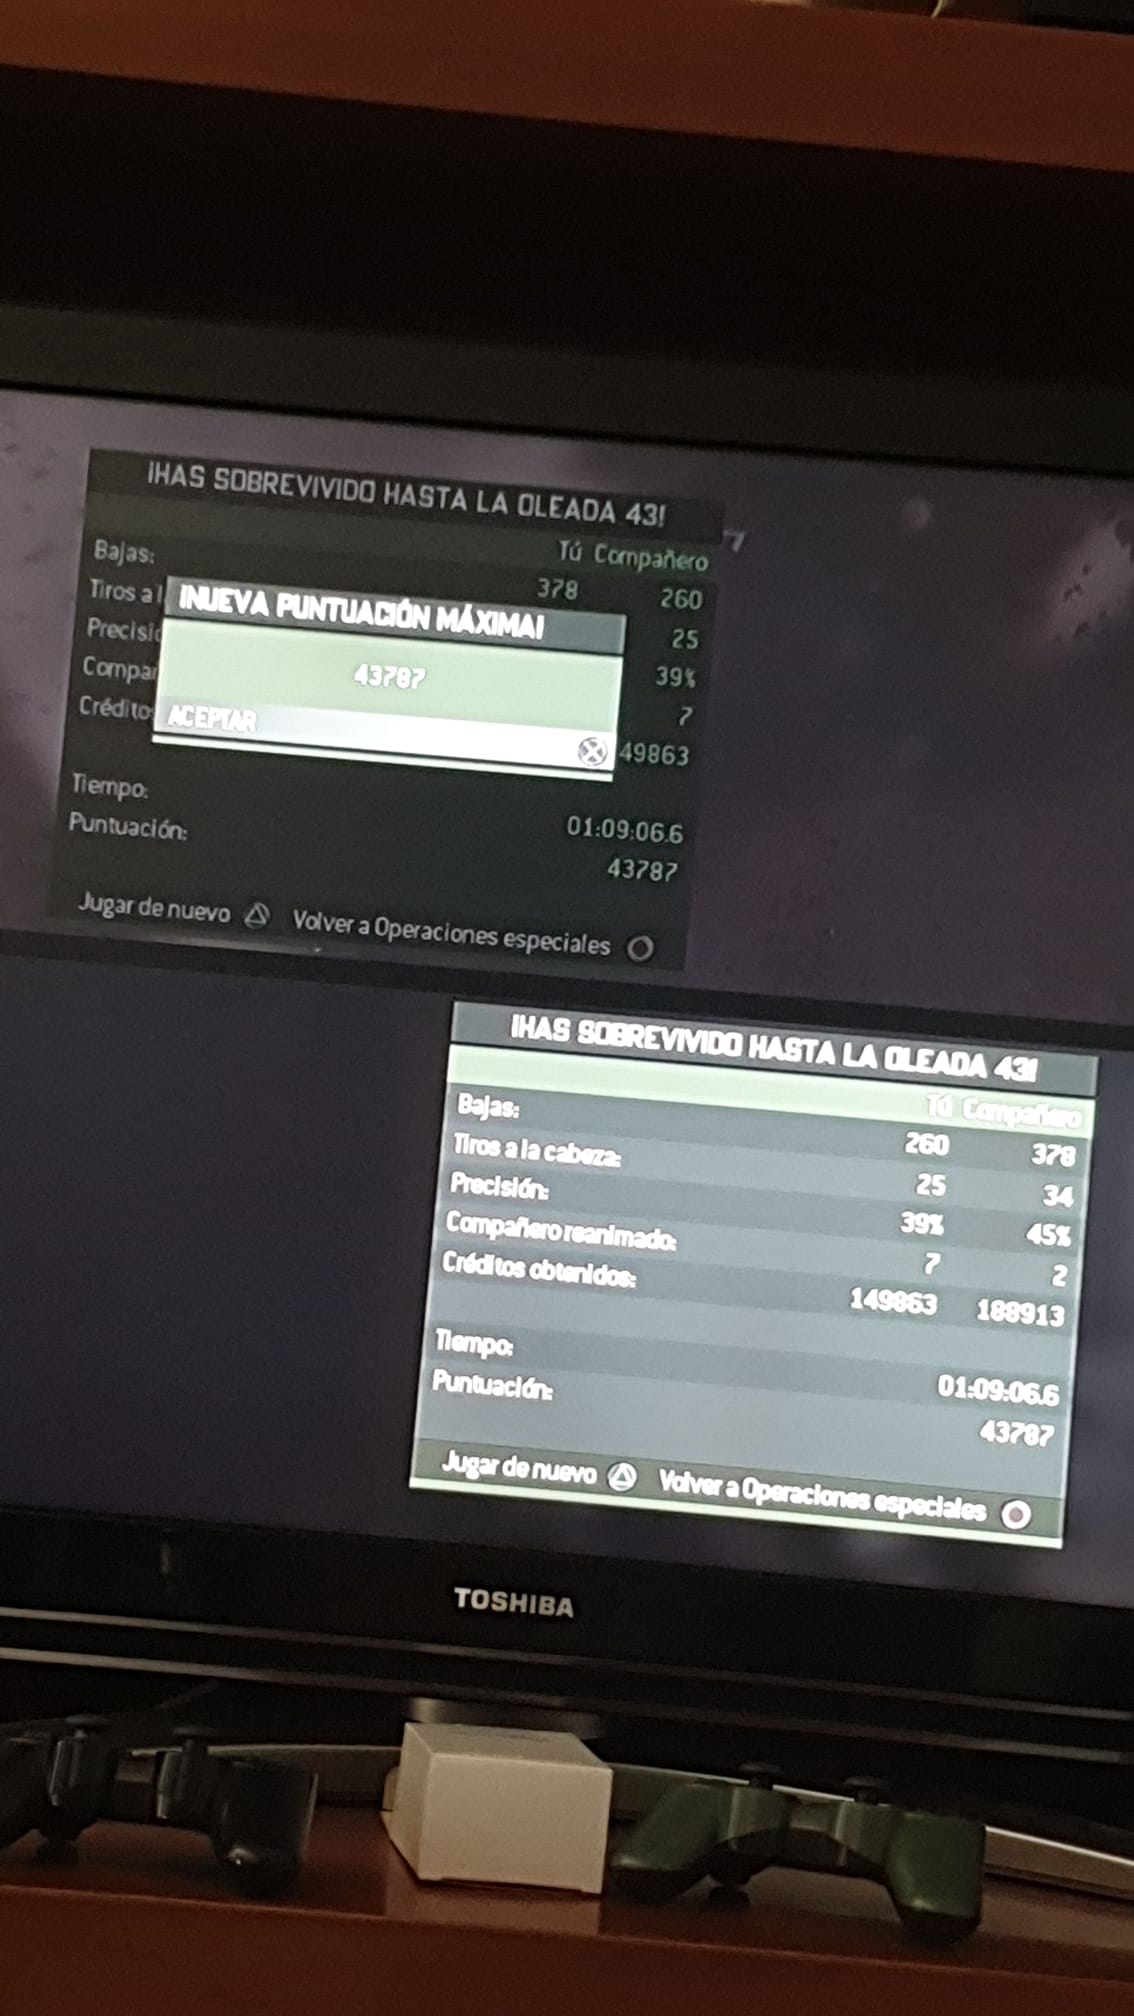 ¡HAS SOBREVIVIDO HASTA LA OLEADA 43!
Tú Compañero
Bajas: 378 260
Tiros a l 25
¡NUEVA PUNTUACIÓN MÁXIMA!
Precisi 39%
43787
Compa 7
Crédito 49863
ACEPTAR
Tiempo: 01:09:06.6
Puntuación: 43787
Jugar de nuevo Volver a Operaciones especiales
¡HAS SOBREVIVIDO HASTA LA OLEADA 43!
Tú Compañero
Bajas: 260 378
Tiros a la cabeza: 25 34
Precisión: 39% 45%
Compañero reanimado: 7 2
Créditos obtenidos: 149863 188913
Tiempo: 01:09:06.6
Puntuación: 43787
Jugar de nuevo Volver a Operaciones especiales
TOSHIBA